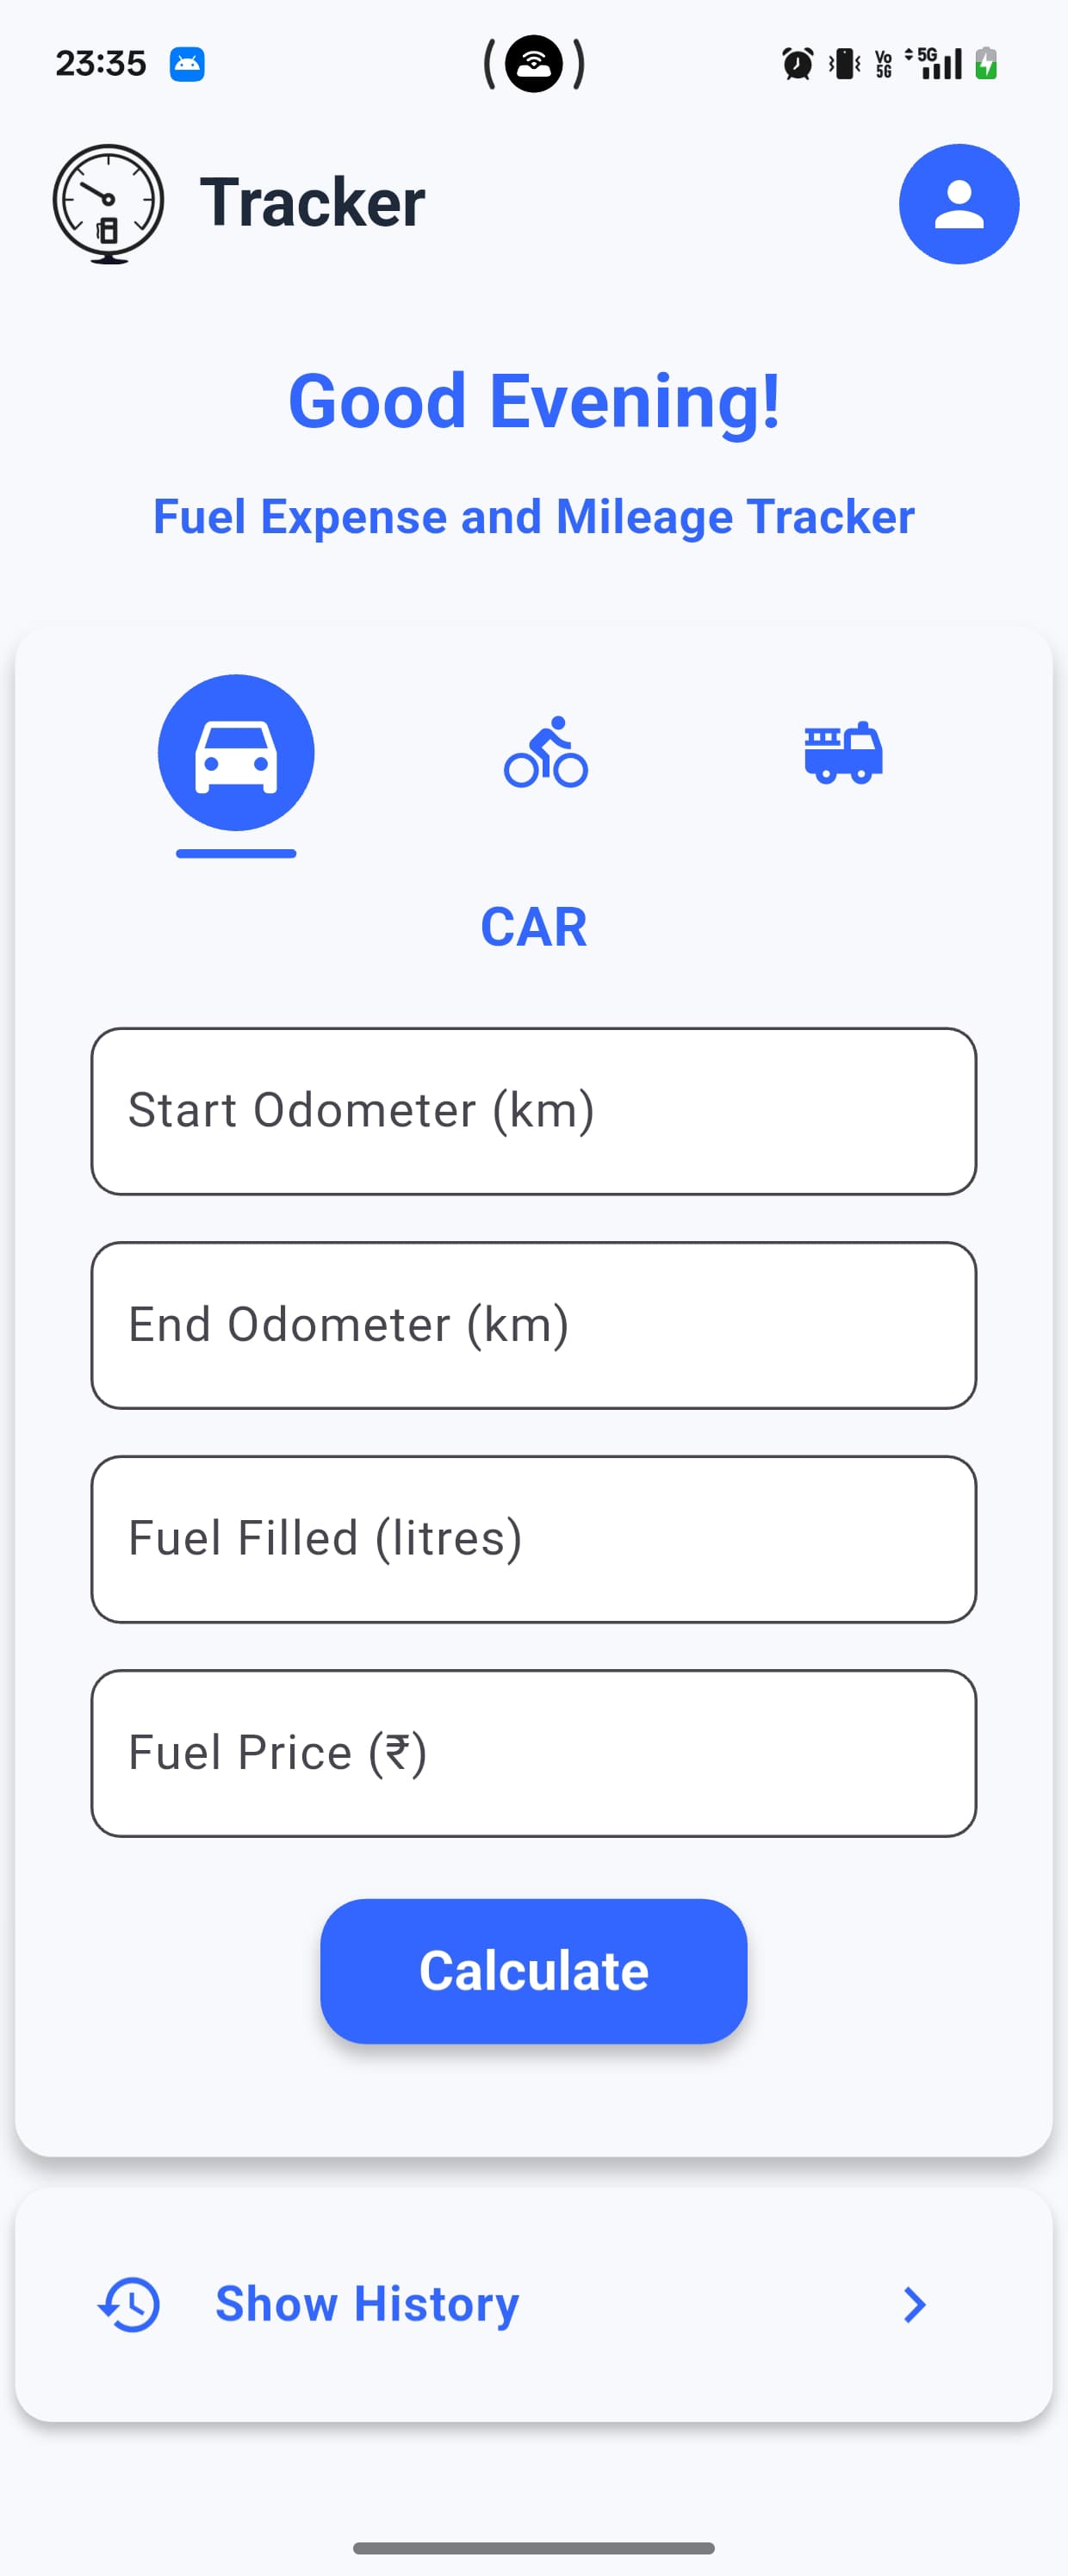 23:35
Vo
5G
5G
Tracker
Good Evening!
Fuel Expense and Mileage Tracker
CAR
Start Odometer (km)
End Odometer (km)
Fuel Filled (litres)
Fuel Price (₹)
Calculate
Show History